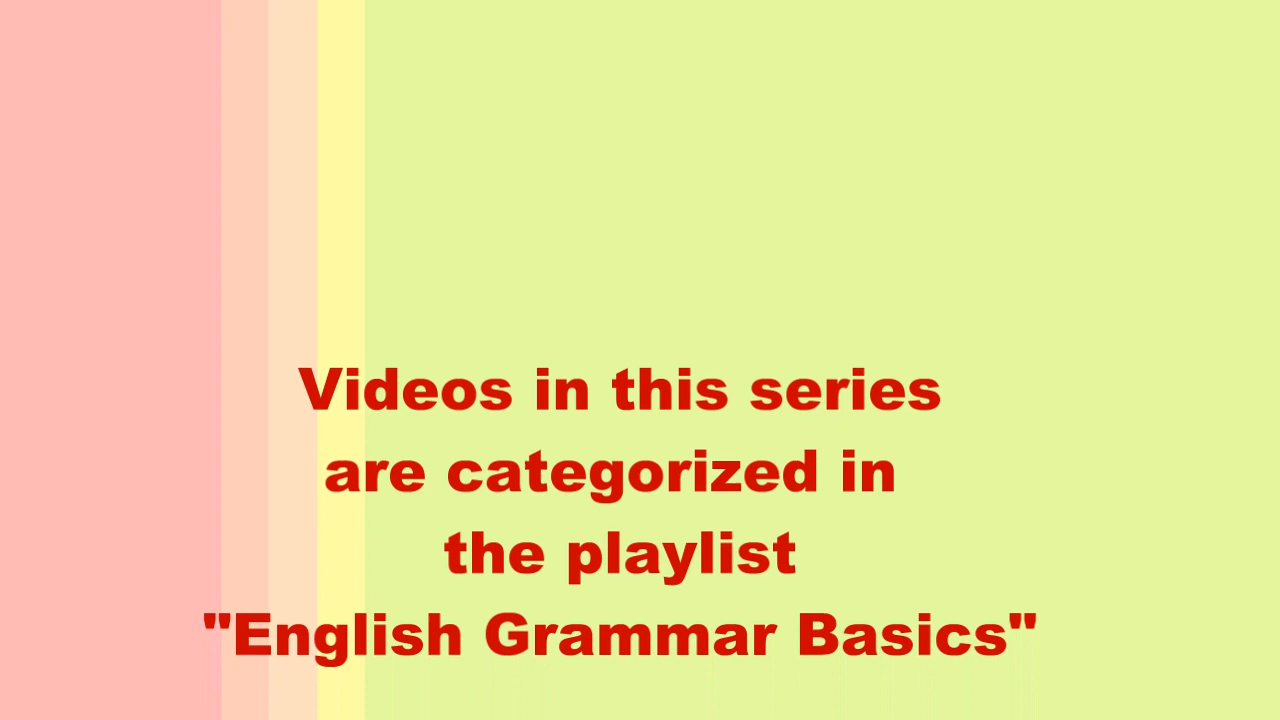 Videos in this series
are categorized in
the playlist
"English Grammar Basics"